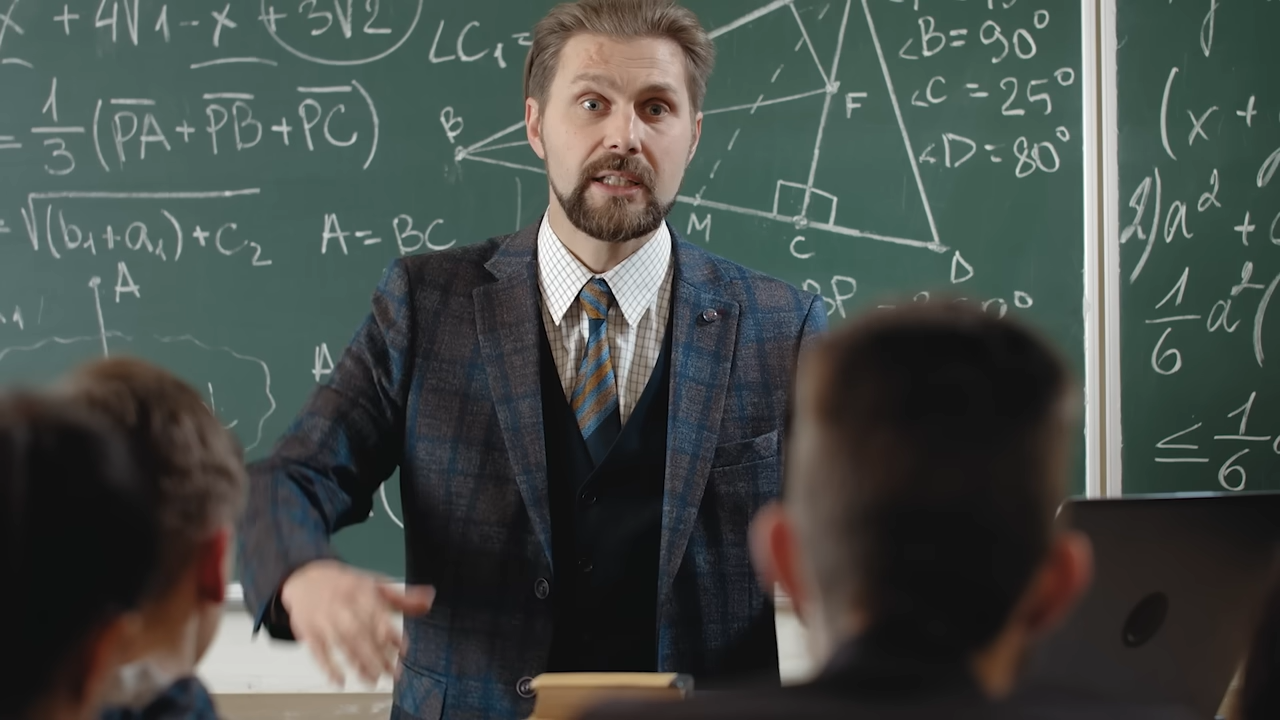 x + 4√1-x + 3√2
= 1/3 (PA + PB + PC)
= √(b₁+a₁) + c₂
A = BC
A
∠C₁=
B
F
M
C
D
∠B = 90°
∠C = 25°
∠D = 80°
BP
(x +
2) a²
+
1/6 a² (
≤ 1/6